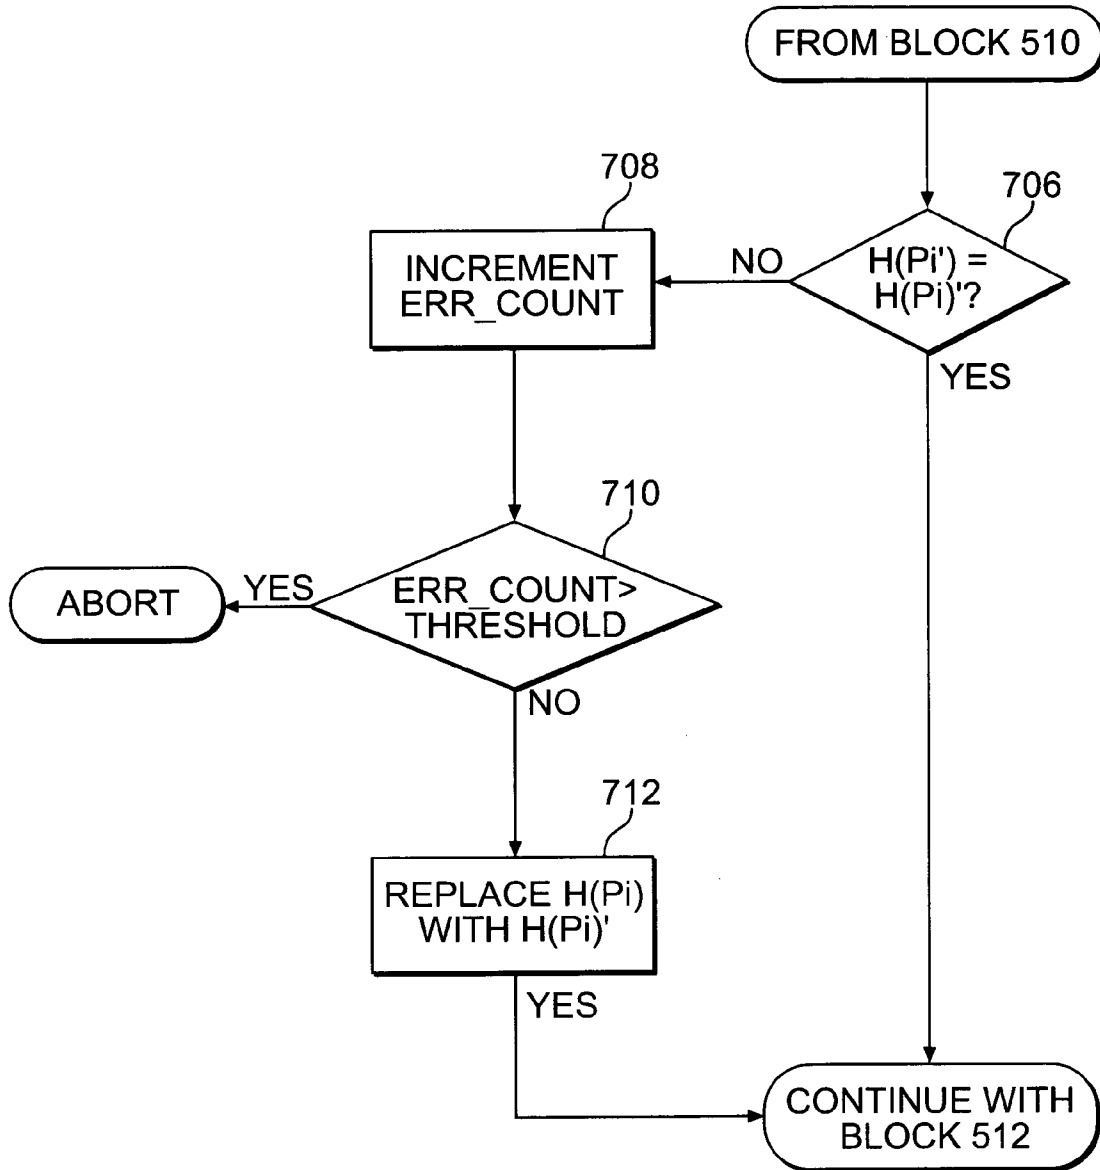 FROM BLOCK 510
706
H(Pi') =
H(Pi)'?
NO
YES
708
INCREMENT
ERR_COUNT
710
ERR_COUNT>
THRESHOLD
YES
ABORT
NO
712
REPLACE H(Pi)
WITH H(Pi)'
YES
CONTINUE WITH
BLOCK 512